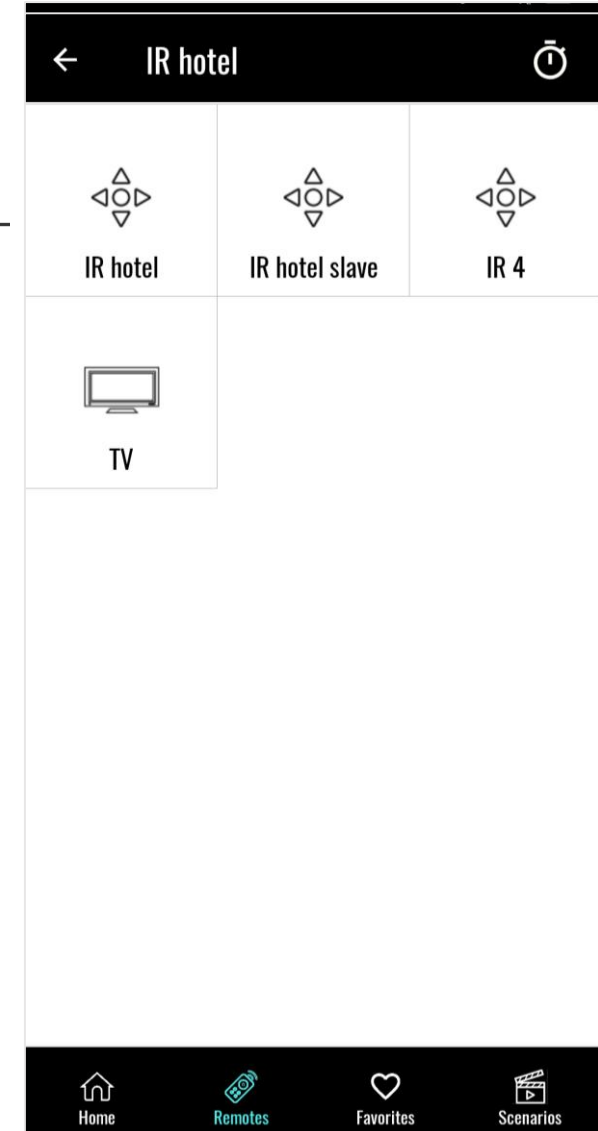 IR hotel
IR hotel
IR hotel slave
IR 4
TV
Home
Remotes
Favorites
Scenarios